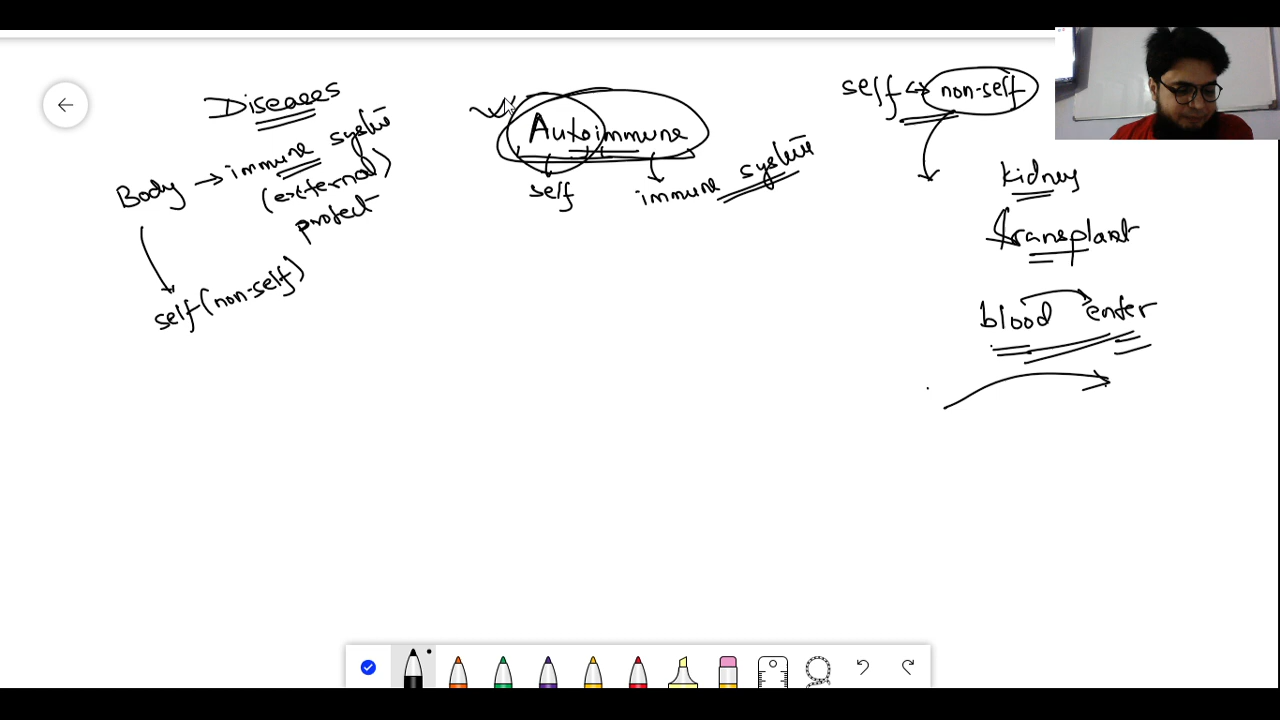 Diseases
Body → immune system
(external)
protect
self (non-self)
Autoimmune
self
immune system
self ↔ non-self
kidney
transplant
blood enter